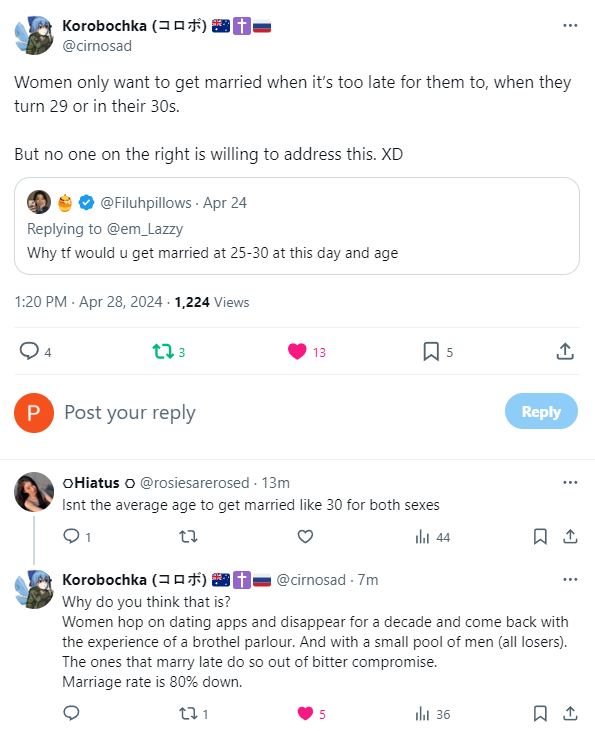 Korobochka (コロボ) 🇦🇺✝️🇷🇺
@cirnosad
Women only want to get married when it’s too late for them to, when they
turn 29 or in their 30s.
But no one on the right is willing to address this. XD
🍯 @Filuhpillows · Apr 24
Replying to @em_Lazzy
Why tf would u get married at 25-30 at this day and age
1:20 PM · Apr 28, 2024 · 1,224 Views
4 3 13 5
P Post your reply Reply
⎔Hiatus ⎔ @rosiesarerosed · 13m
Isnt the average age to get married like 30 for both sexes
1 44
Korobochka (コロボ) 🇦🇺✝️🇷🇺 @cirnosad · 7m
Why do you think that is?
Women hop on dating apps and disappear for a decade and come back with
the experience of a brothel parlour. And with a small pool of men (all losers).
The ones that marry late do so out of bitter compromise.
Marriage rate is 80% down.
1 5 36